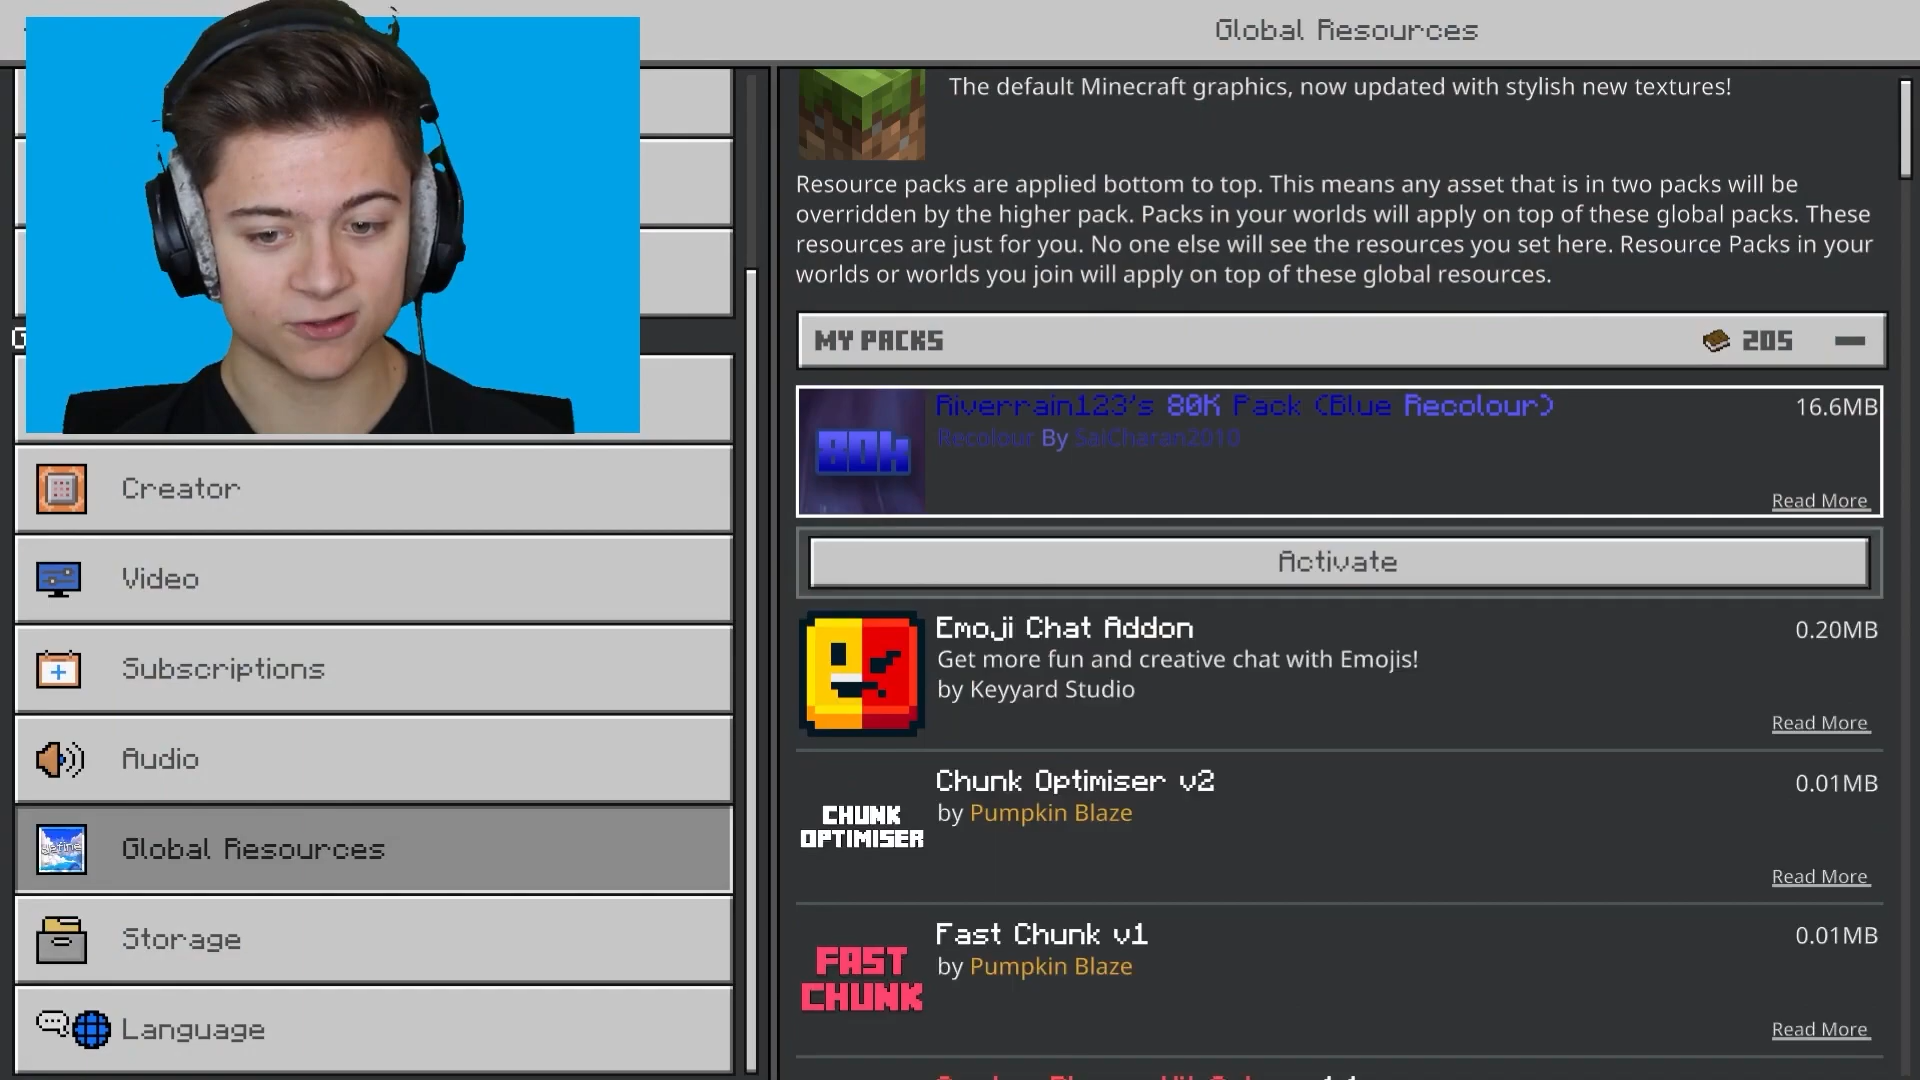 Global Resources
The default Minecraft graphics, now updated with stylish new textures!
Resource packs are applied bottom to top. This means any asset that is in two packs will be
overridden by the higher pack. Packs in your worlds will apply on top of these global packs. These
resources are just for you. No one else will see the resources you set here. Resource Packs in your
worlds or worlds you join will apply on top of these global resources.
MY PACKS 205
80K
Riverrain123's 80K Pack (Blue Recolour) 16.6MB
Recolour By SaiCharan2010
Read More
Activate
Emoji Chat Addon 0.20MB
Get more fun and creative chat with Emojis!
by Keyyard Studio
Read More
CHUNK
OPTIMISER
Chunk Optimiser v2 0.01MB
by Pumpkin Blaze
Read More
FAST
CHUNK
Fast Chunk v1 0.01MB
by Pumpkin Blaze
Read More
Creator
Video
Subscriptions
Audio
Global Resources
Storage
Language